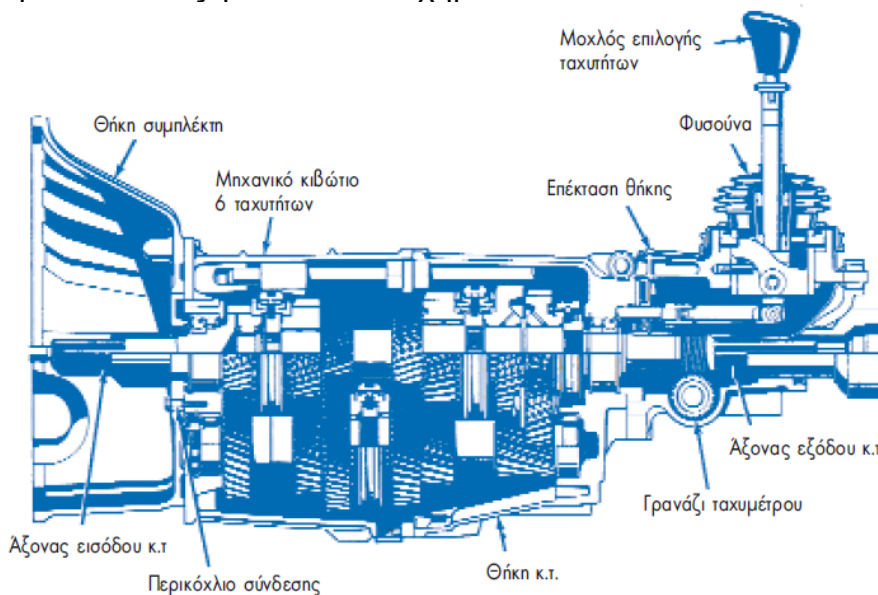 Μοχλός επιλογής
ταχυτήτων
Θήκη συμπλέκτη
Φυσούνα
Μηχανικό κιβώτιο
6 ταχυτήτων
Επέκταση θήκης
Άξονας εξόδου κ.τ
Γρανάζι ταχυμέτρου
Άξονας εισόδου κ.τ
Θήκη κ.τ.
Περικόχλιο σύνδεσης